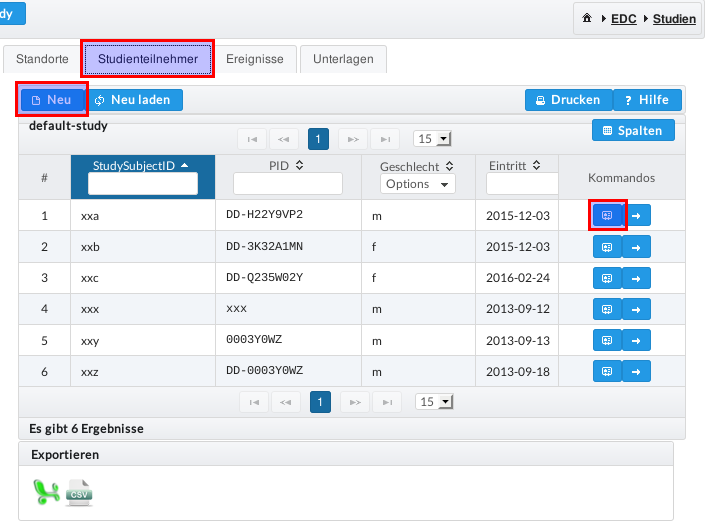 dy
EDC Studien
Standorte Studienteilnehmer Ereignisse Unterlagen
Neu Neu laden Drucken ? Hilfe
default-study
1 15 Spalten
# StudySubjectID PID Geschlecht Eintritt Kommandos
Options
1 xxa DD-H22Y9VP2 m 2015-12-03
2 xxb DD-3K32A1MN f 2015-12-03
3 xxc DD-Q235W02Y f 2016-02-24
4 xxx xxx m 2013-09-12
5 xxy 0003Y0WZ m 2013-09-13
6 xxz DD-0003Y0WZ m 2013-09-18
1 15
Es gibt 6 Ergebnisse
Exportieren
CSV